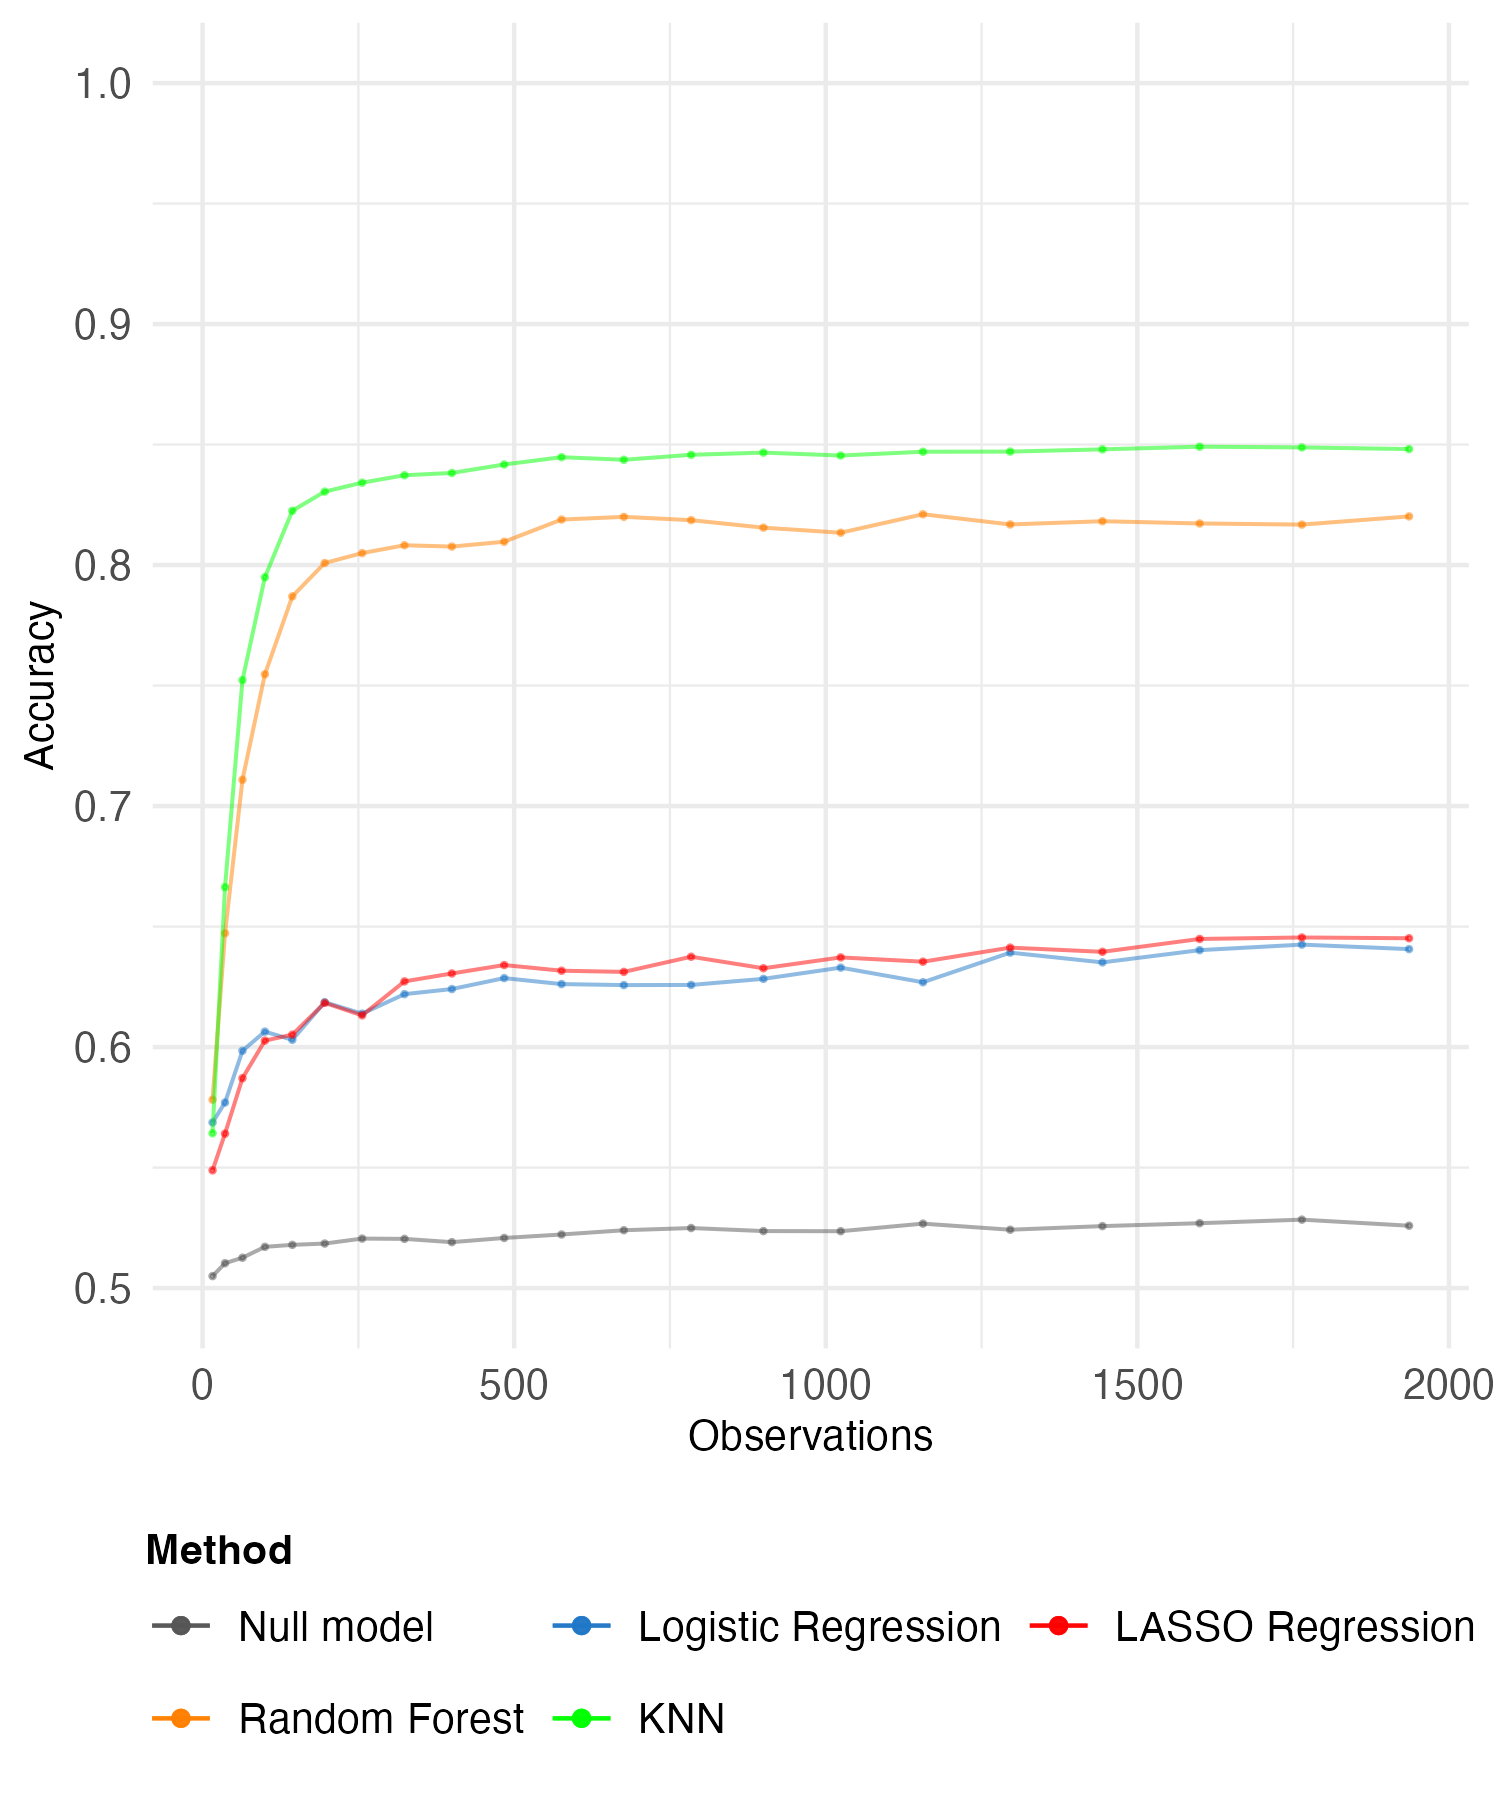 1.0
0.9
0.8
0.7
0.6
0.5
Accuracy
0 500 1000 1500 2000
Observations
Method
Null model Logistic Regression LASSO Regression
Random Forest KNN